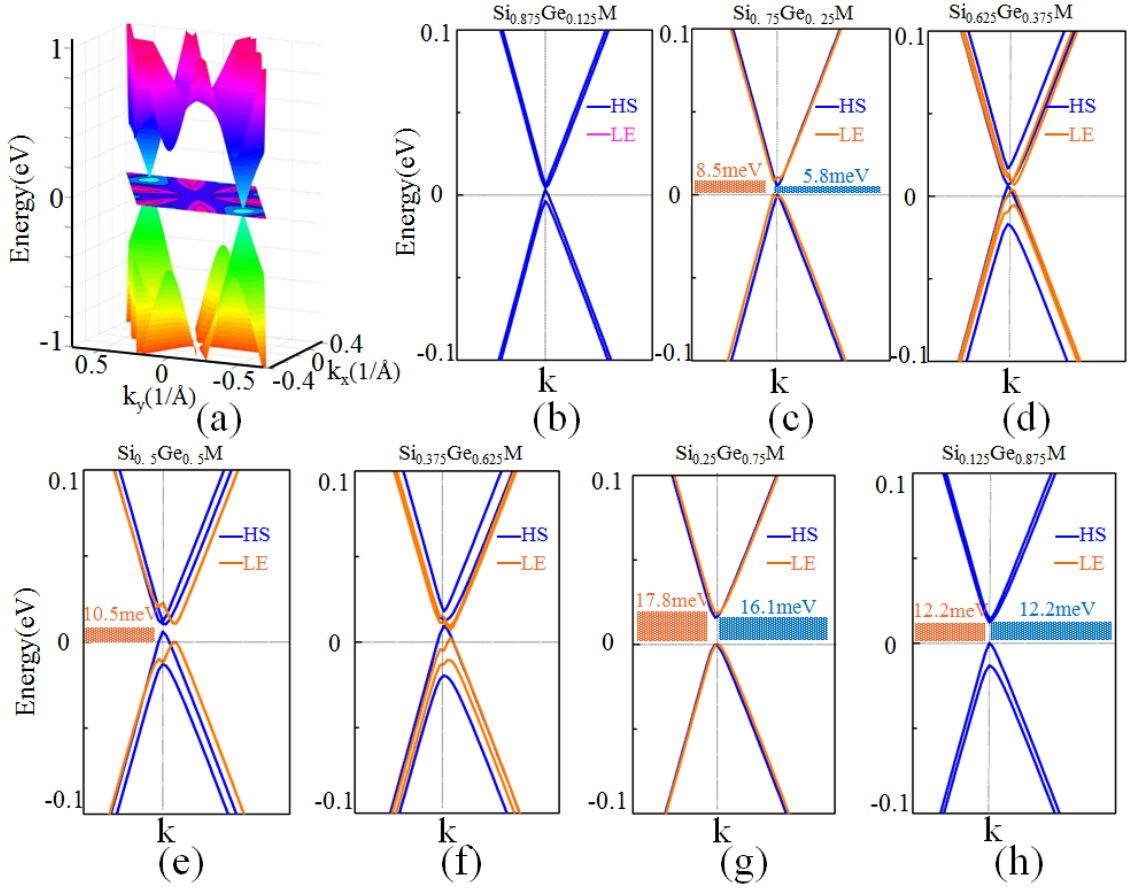 1
0
-1
Energy(eV)
0.5
0
-0.5
k_y(1/Å)
0.4
0
-0.4
k_x(1/Å)
(a)
Si0.875Ge0.125M
0.1
0
-0.1
Energy(eV)
HS
LE
k
(b)
Si0. 75Ge0. 25M
0.1
0
-0.1
HS
LE
8.5meV
5.8meV
k
(c)
Si0.625Ge0.375M
0.1
0
-0.1
HS
LE
k
(d)
Si0. 5Ge0. 5M
0.1
0
-0.1
Energy(eV)
HS
LE
10.5meV
k
(e)
Si0.375Ge0.625M
0.1
0
-0.1
HS
LE
k
(f)
Si0.25Ge0.75M
0.1
0
-0.1
HS
LE
17.8meV
16.1meV
k
(g)
Si0.125Ge0.875M
0.1
0
-0.1
HS
LE
12.2meV
12.2meV
k
(h)